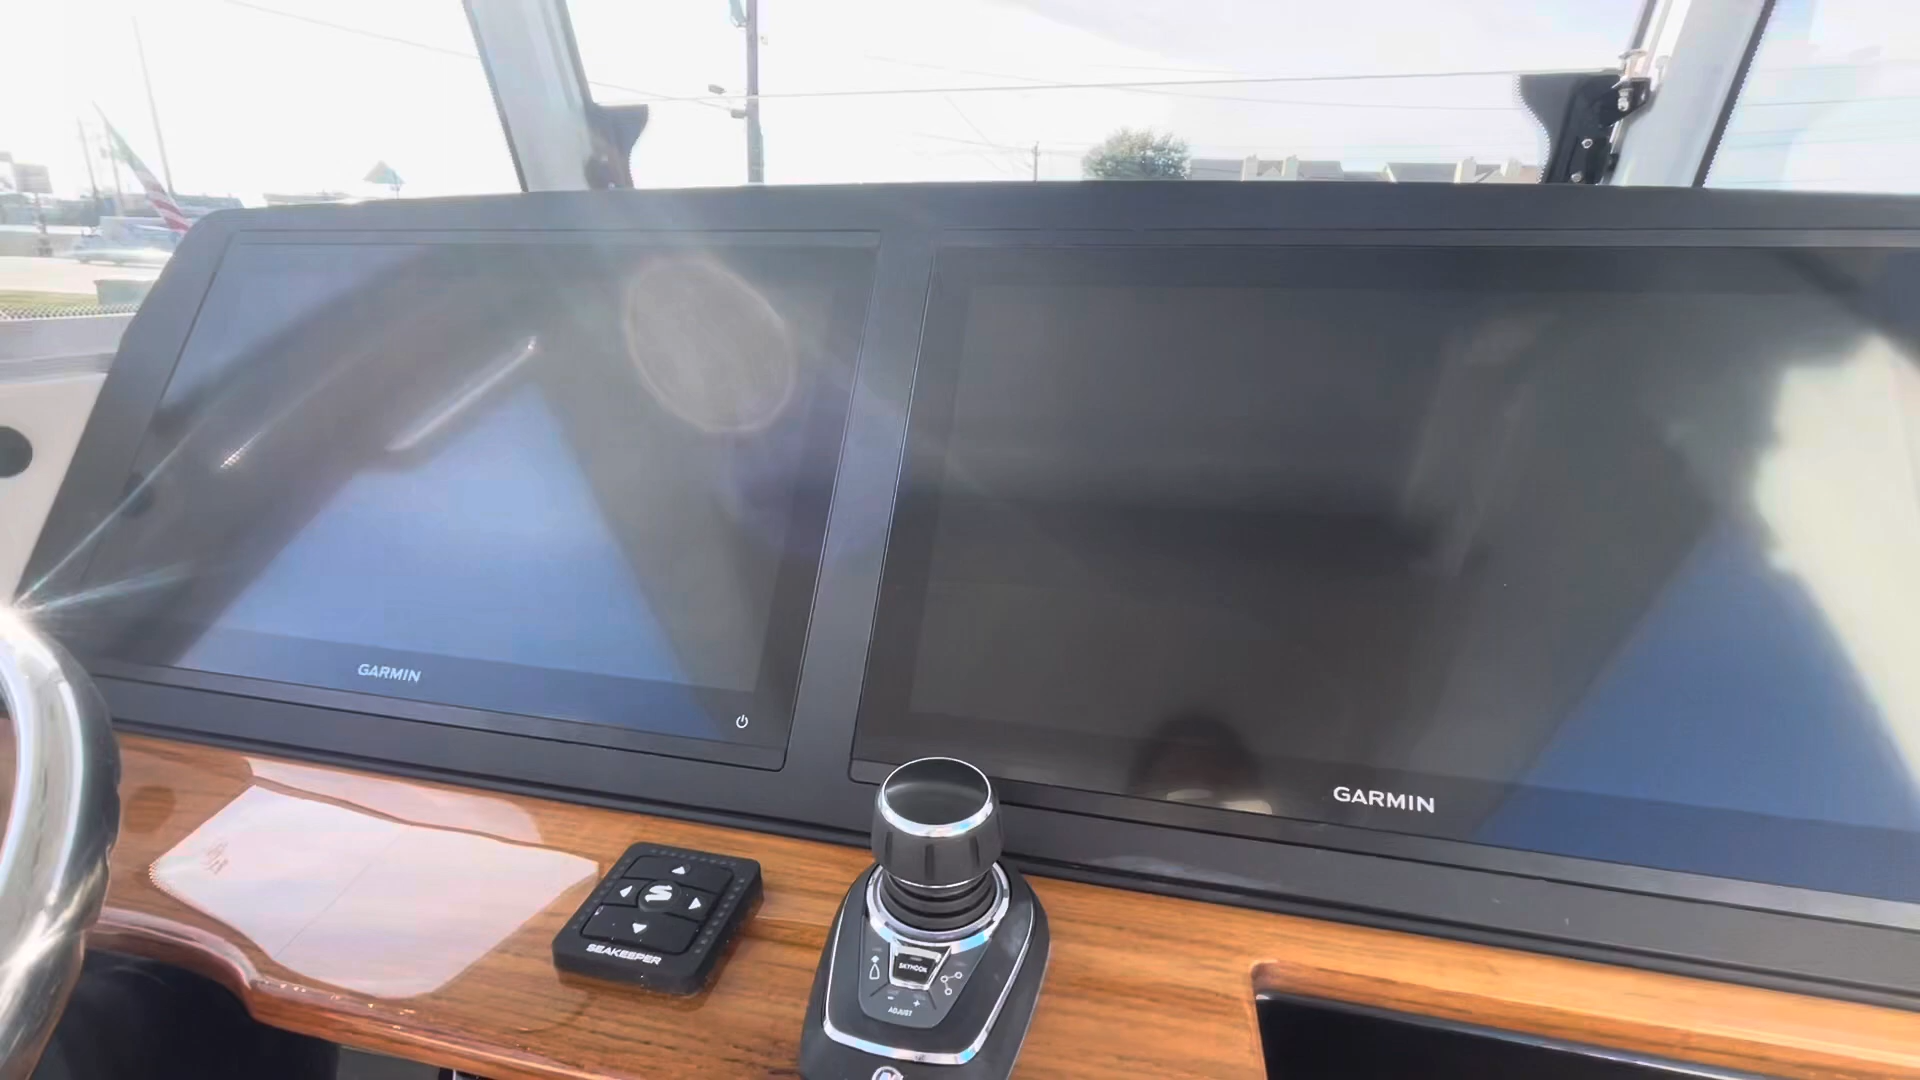 GARMIN
GARMIN
SEAKEEPER
SKYHOOK
- +
ADJUST